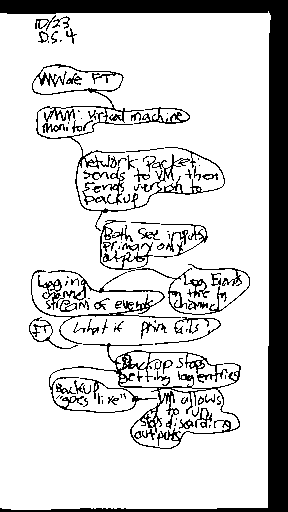 10/23
D.S. 4
VMware FT
VMM: Virtual machine
monitor
Network Packet:
sends to VM, then
sends version to
backup
Both see inputs,
primary only
outputs
Logging
channel
stream of events
Log Events
in the
channel
FT
What if prim fails?
Backup stops
getting log entries
Backup
"goes live"
VM allows
to run,
stops discarding
outputs